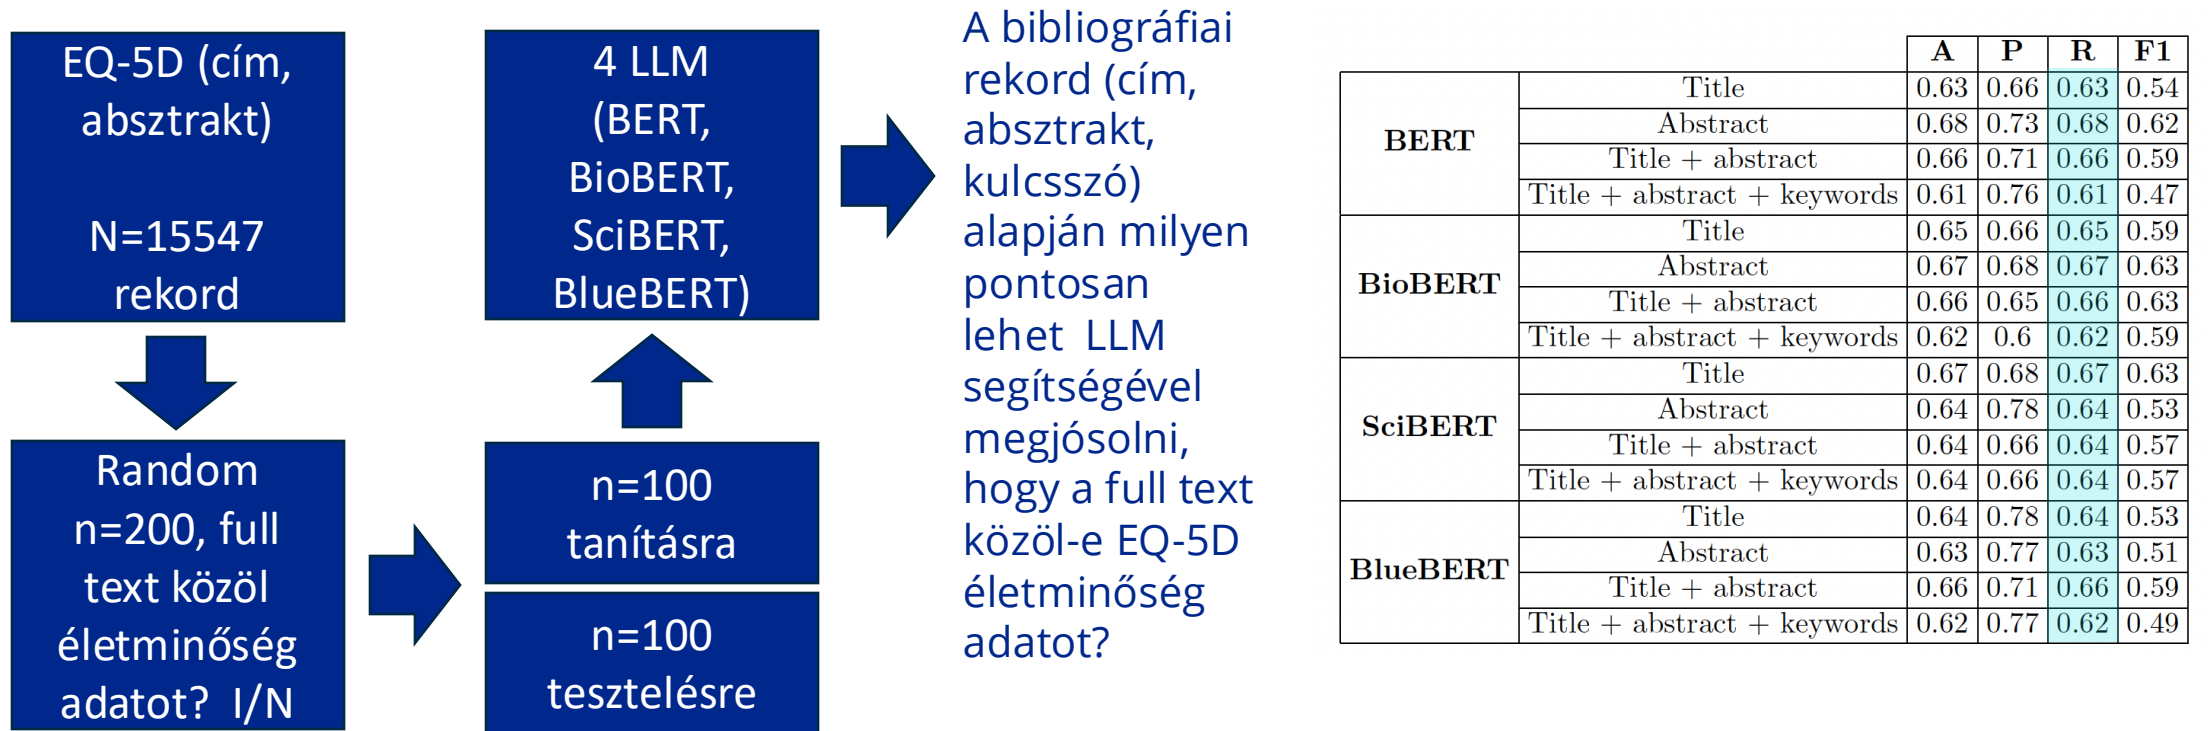 EQ-5D (cím,
absztrakt)
N=15547
rekord
Random
n=200, full
text közöl
életminőség
adatot? I/N
n=100
tanításra
n=100
tesztelésre
4 LLM
(BERT,
BioBERT,
SciBERT,
BlueBERT)
A bibliográfiai
rekord (cím,
absztrakt,
kulcsszó)
alapján milyen
pontosan
lehet LLM
segítségével
megjósolni,
hogy a full text
közöl-e EQ-5D
életminőség
adatot?
A P R F1
BERT
Title 0.63 0.66 0.63 0.54
Abstract 0.68 0.73 0.68 0.62
Title + abstract 0.66 0.71 0.66 0.59
Title + abstract + keywords 0.61 0.76 0.61 0.47
BioBERT
Title 0.65 0.66 0.65 0.59
Abstract 0.67 0.68 0.67 0.63
Title + abstract 0.66 0.65 0.66 0.63
Title + abstract + keywords 0.62 0.6 0.62 0.59
SciBERT
Title 0.67 0.68 0.67 0.63
Abstract 0.64 0.78 0.64 0.53
Title + abstract 0.64 0.66 0.64 0.57
Title + abstract + keywords 0.64 0.66 0.64 0.57
BlueBERT
Title 0.64 0.78 0.64 0.53
Abstract 0.63 0.77 0.63 0.51
Title + abstract 0.66 0.71 0.66 0.59
Title + abstract + keywords 0.62 0.77 0.62 0.49